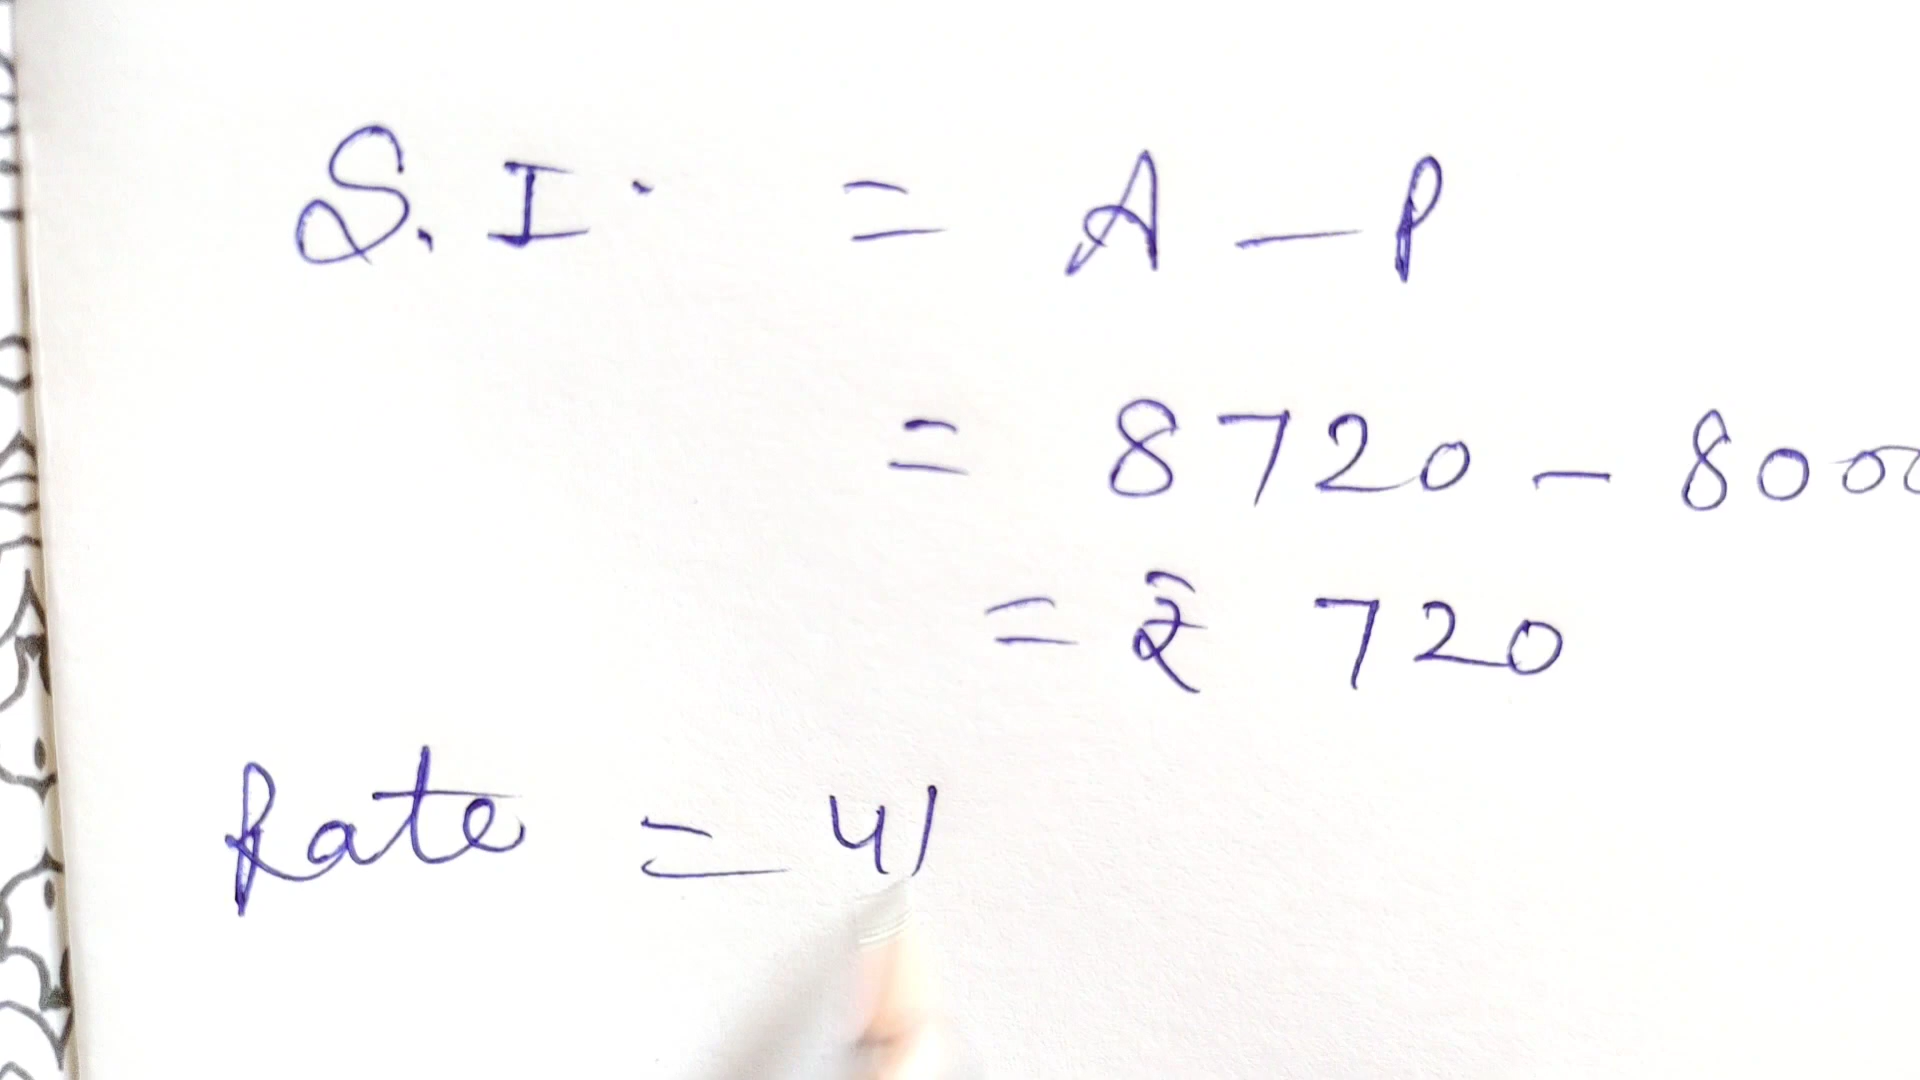 S.I. = A - P
= 8720 - 8000
= ₹ 720
Rate = 4